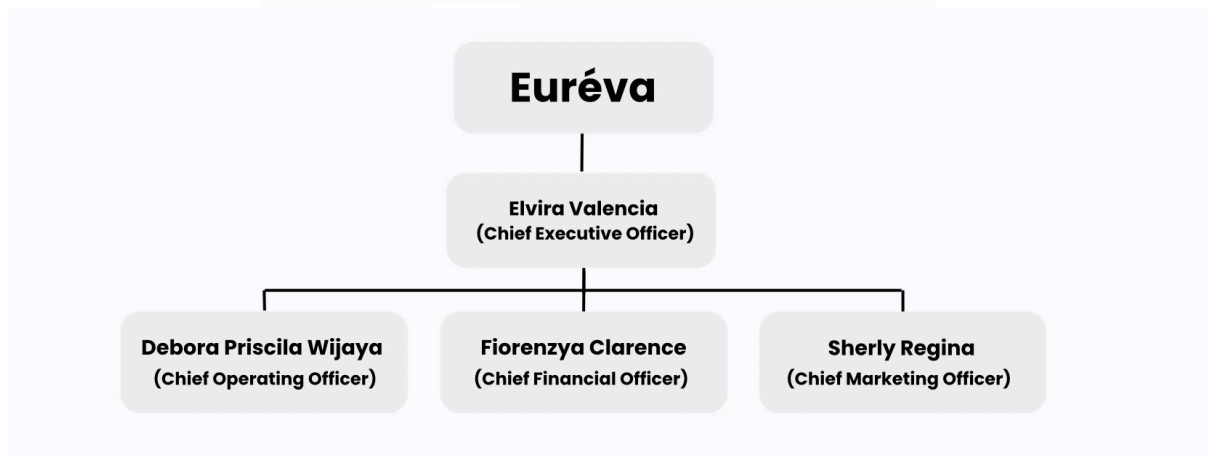 Euréva
Elvira Valencia
(Chief Executive Officer)
Debora Priscila Wijaya
(Chief Operating Officer)
Fiorenzya Clarence
(Chief Financial Officer)
Sherly Regina
(Chief Marketing Officer)